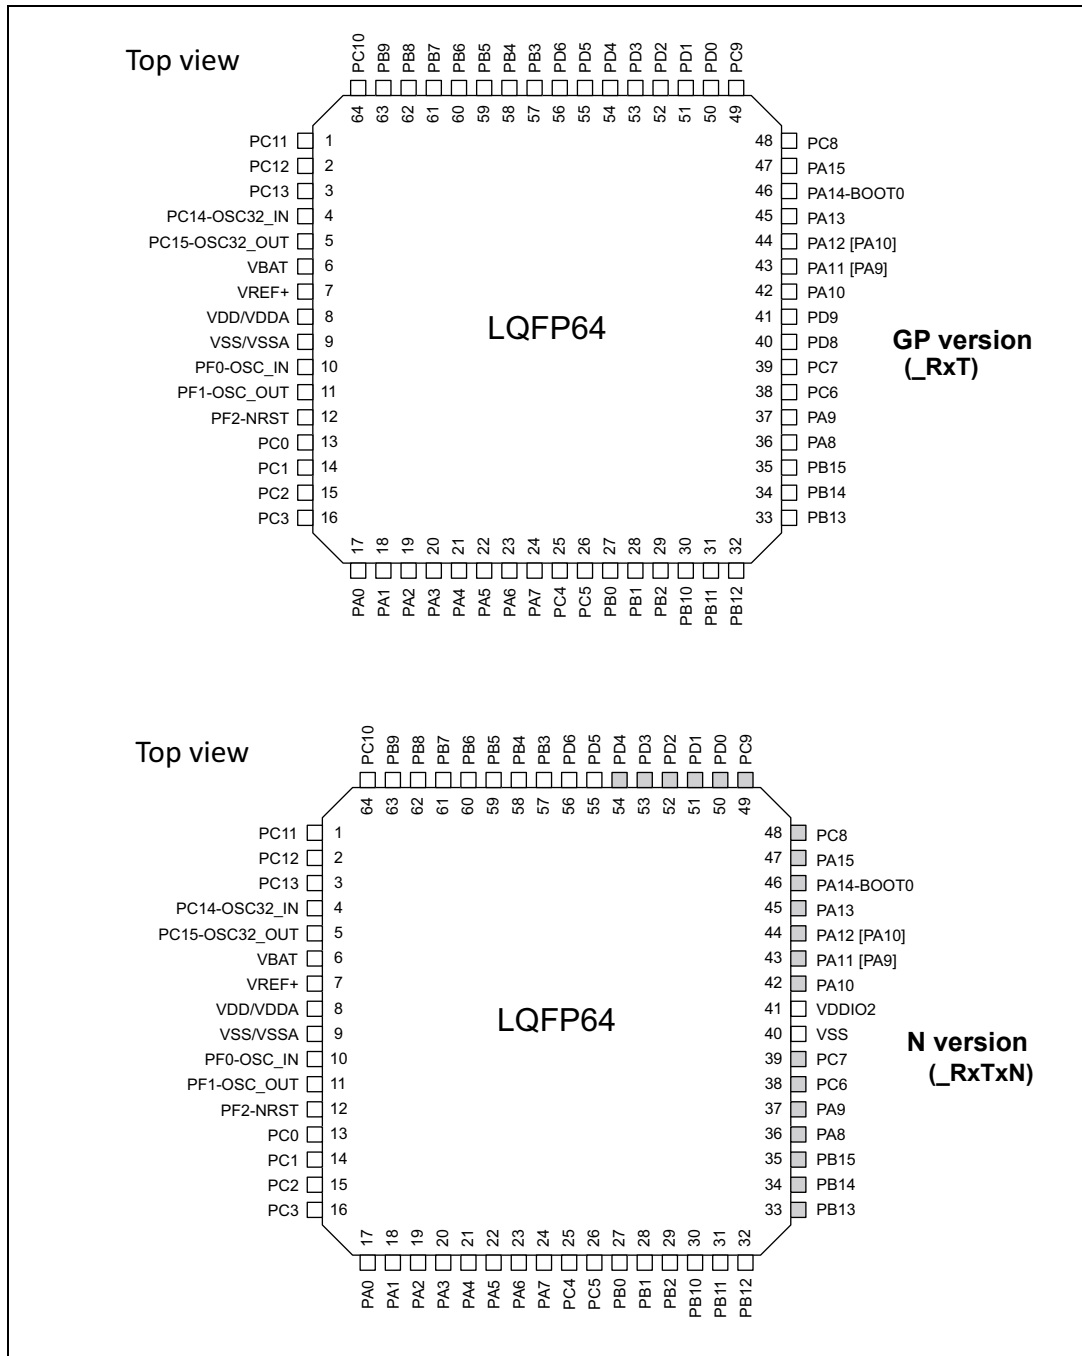 Top view
PC10
PB9
PB8
PB7
PB6
PB5
PB4
PB3
PD6
PD5
PD4
PD3
PD2
PD1
PD0
PC9
64
63
62
61
60
59
58
57
56
55
54
53
52
51
50
49
PC11 1
PC12 2
PC13 3
PC14-OSC32_IN 4
PC15-OSC32_OUT 5
VBAT 6
VREF+ 7
VDD/VDDA 8
VSS/VSSA 9
PF0-OSC_IN 10
PF1-OSC_OUT 11
PF2-NRST 12
PC0 13
PC1 14
PC2 15
PC3 16
LQFP64
48 PC8
47 PA15
46 PA14-BOOT0
45 PA13
44 PA12 [PA10]
43 PA11 [PA9]
42 PA10
41 PD9
40 PD8
39 PC7
38 PC6
37 PA9
36 PA8
35 PB15
34 PB14
33 PB13
GP version
(_RxT)
17
18
19
20
21
22
23
24
25
26
27
28
29
30
31
32
PA0
PA1
PA2
PA3
PA4
PA5
PA6
PA7
PC4
PC5
PB0
PB1
PB2
PB10
PB11
PB12
Top view
PC10
PB9
PB8
PB7
PB6
PB5
PB4
PB3
PD6
PD5
PD4
PD3
PD2
PD1
PD0
PC9
64
63
62
61
60
59
58
57
56
55
54
53
52
51
50
49
PC11 1
PC12 2
PC13 3
PC14-OSC32_IN 4
PC15-OSC32_OUT 5
VBAT 6
VREF+ 7
VDD/VDDA 8
VSS/VSSA 9
PF0-OSC_IN 10
PF1-OSC_OUT 11
PF2-NRST 12
PC0 13
PC1 14
PC2 15
PC3 16
LQFP64
48 PC8
47 PA15
46 PA14-BOOT0
45 PA13
44 PA12 [PA10]
43 PA11 [PA9]
42 PA10
41 VDDIO2
40 VSS
39 PC7
38 PC6
37 PA9
36 PA8
35 PB15
34 PB14
33 PB13
N version
(_RxTxN)
17
18
19
20
21
22
23
24
25
26
27
28
29
30
31
32
PA0
PA1
PA2
PA3
PA4
PA5
PA6
PA7
PC4
PC5
PB0
PB1
PB2
PB10
PB11
PB12